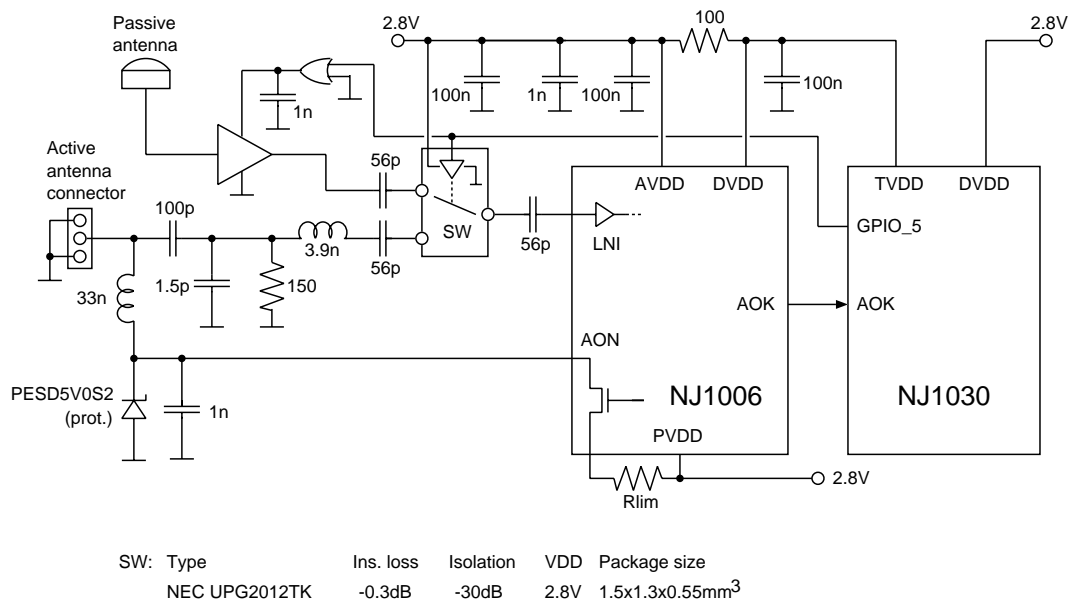 Passive
antenna
2.8V
100
2.8V
1n
100n
1n
100n
100n
Active
antenna
connector
56p
AVDD
DVDD
TVDD
DVDD
100p
SW
LNI
GPIO_5
3.9n
56p
56p
33n
1.5p
150
AOK
AOK
AON
PESD5V0S2
(prot.)
1n
NJ1006
NJ1030
PVDD
Rlim
2.8V
SW: Type Ins. loss Isolation VDD Package size
NEC UPG2012TK -0.3dB -30dB 2.8V 1.5x1.3x0.55mm³